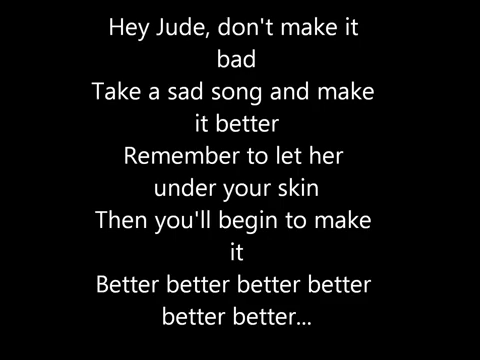 Hey Jude, don't make it
bad
Take a sad song and make
it better
Remember to let her
under your skin
Then you'll begin to make
it
Better better better better
better better...